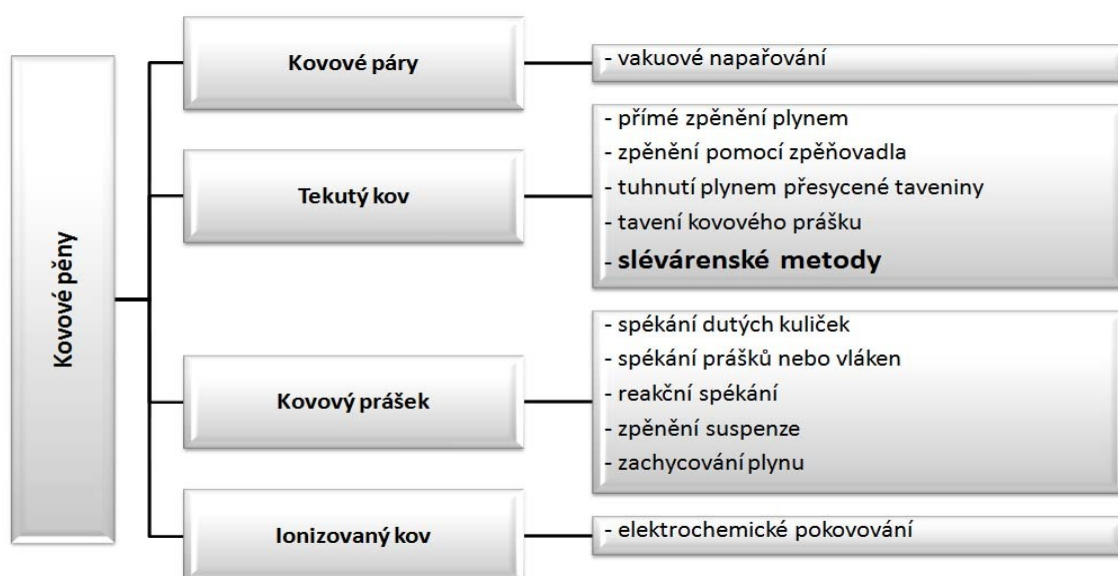 Kovové pěny
Kovové páry
- vakuové napařování
Tekutý kov
- přímé zpěnění plynem
- zpěnění pomocí zpěňovadla
- tuhnutí plynem přesycené taveniny
- tavení kovového prášku
- slévárenské metody
Kovový prášek
- spékání dutých kuliček
- spékání prášků nebo vláken
- reakční spékání
- zpěnění suspenze
- zachycování plynu
Ionizovaný kov
- elektrochemické pokovování